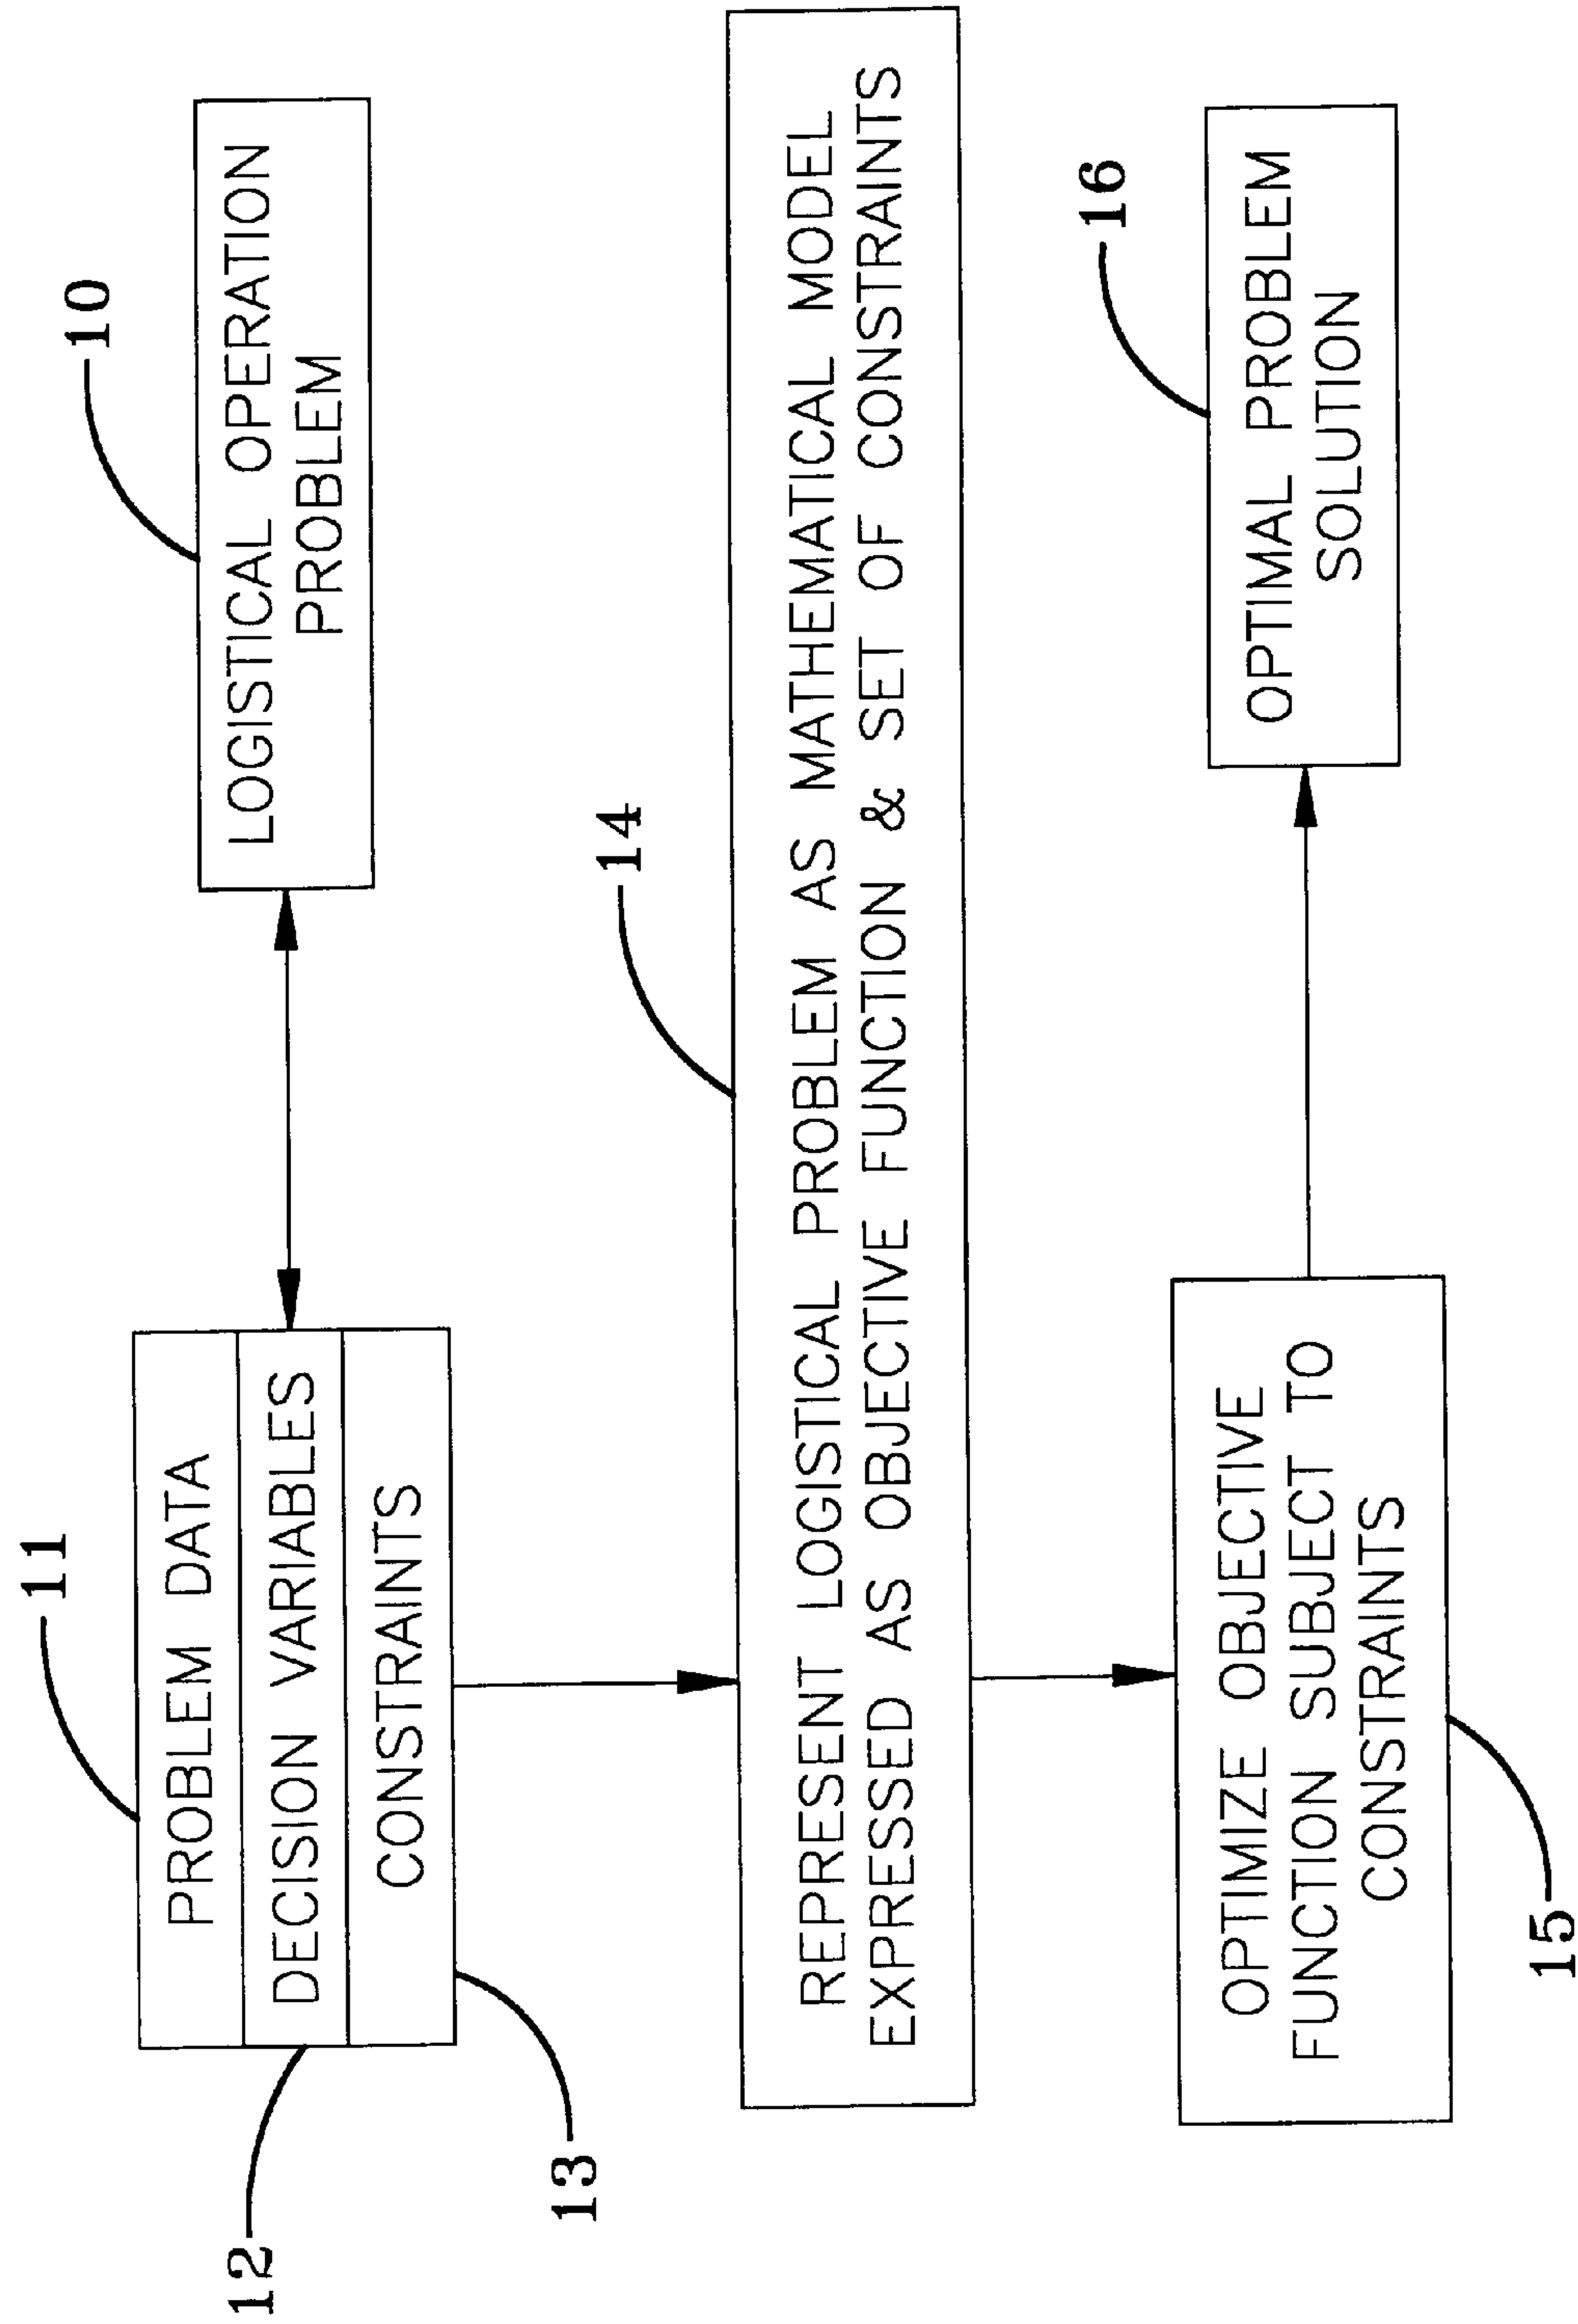 11
PROBLEM DATA
12
DECISION VARIABLES
13
CONSTRAINTS
10
LOGISTICAL OPERATION
PROBLEM
14
REPRESENT LOGISTICAL PROBLEM AS MATHEMATICAL MODEL
EXPRESSED AS OBJECTIVE FUNCTION & SET OF CONSTRAINTS
15
OPTIMIZE OBJECTIVE
FUNCTION SUBJECT TO
CONSTRAINTS
16
OPTIMAL PROBLEM
SOLUTION